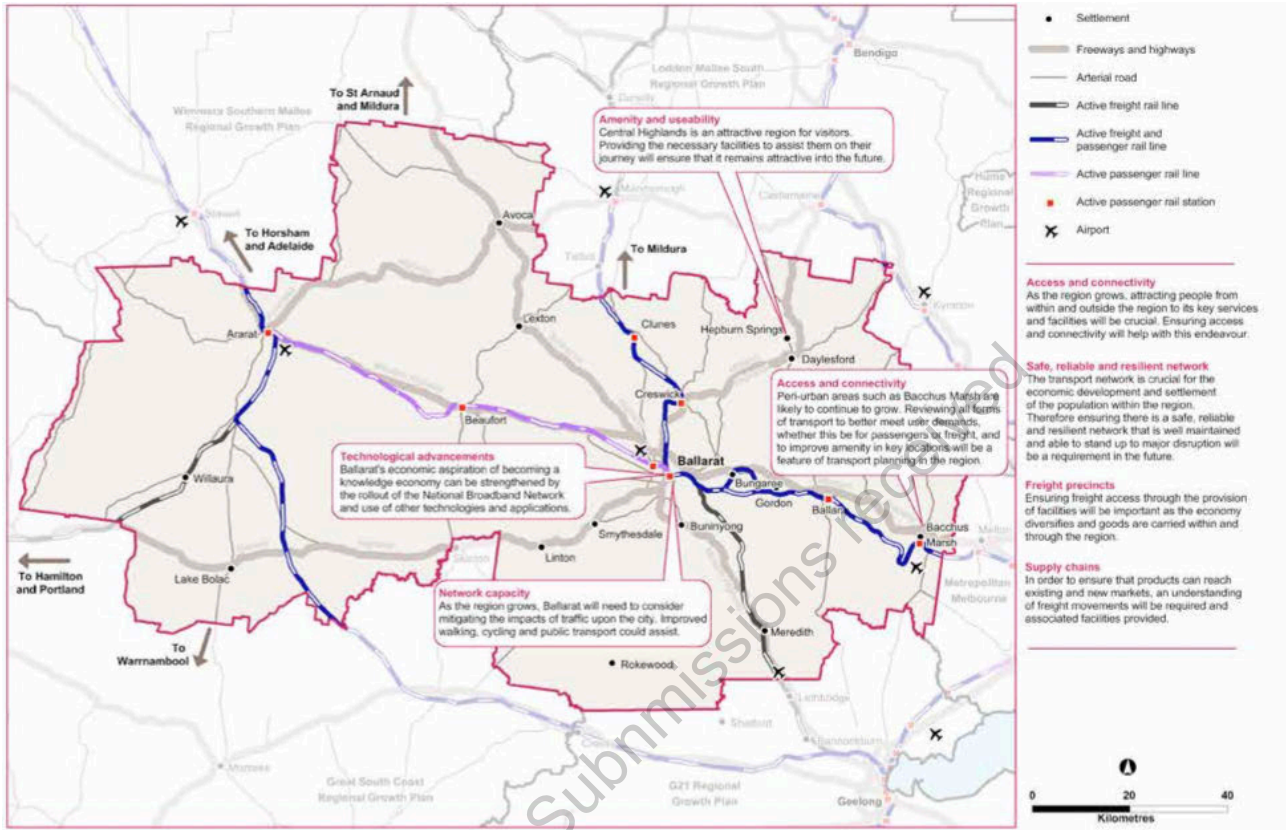 Bendigo
Loddon Mallee South
Regional Growth Plan
To St Arnaud
and Mildura
Wimmera Southern Mallee
Regional Growth Plan
Amenity and useability
Central Highlands is an attractive region for visitors.
Providing the necessary facilities to assist them on their
journey will ensure that it remains attractive into the future.
Maryborough
Castlemaine
Hume
Regional
Growth
Plan
Stawell
Avoca
To Horsham
and Adelaide
To Mildura
Talbot
Kyneton
Lexton
Clunes
Hepburn Springs
Ararat
Daylesford
Creswick
Access and connectivity
Peri-urban areas such as Bacchus Marsh are
likely to continue to grow. Reviewing all forms
of transport to better meet user demands,
whether this be for passengers or freight, and
to improve amenity in key locations will be a
feature of transport planning in the region.
Beaufort
Technological advancements
Ballarat's economic aspiration of becoming a
knowledge economy can be strengthened by
the rollout of the National Broadband Network
and use of other technologies and applications.
Ballarat
Bungaree
Gordon
Ballan
Willaura
Bacchus
Marsh
Melton
Smythesdale
Buninyong
Linton
Skipton
Lake Bolac
To Hamilton
and Portland
Metropolitan
Melbourne
Network capacity
As the region grows, Ballarat will need to consider
mitigating the impacts of traffic upon the city. Improved
walking, cycling and public transport could assist.
Meredith
To
Warrnambool
Rokewood
Lethbridge
Shelford
Bannockburn
Mortlake
Great South Coast
Regional Growth Plan
G21 Regional
Growth Plan
Geelong
Settlement
Freeways and highways
Arterial road
Active freight rail line
Active freight and
passenger rail line
Active passenger rail line
Active passenger rail station
Airport
Access and connectivity
As the region grows, attracting people from
within and outside the region to its key services
and facilities will be crucial. Ensuring access
and connectivity will help with this endeavour.
Safe, reliable and resilient network
The transport network is crucial for the
economic development and settlement
of the population within the region.
Therefore ensuring there is a safe, reliable
and resilient network that is well maintained
and able to stand up to major disruption will
be a requirement in the future.
Freight precincts
Ensuring freight access through the provision
of facilities will be important as the economy
diversifies and goods are carried within and
through the region.
Supply chains
In order to ensure that products can reach
existing and new markets, an understanding
of freight movements will be required and
associated facilities provided.
0 20 40
Kilometres
Submmissions received